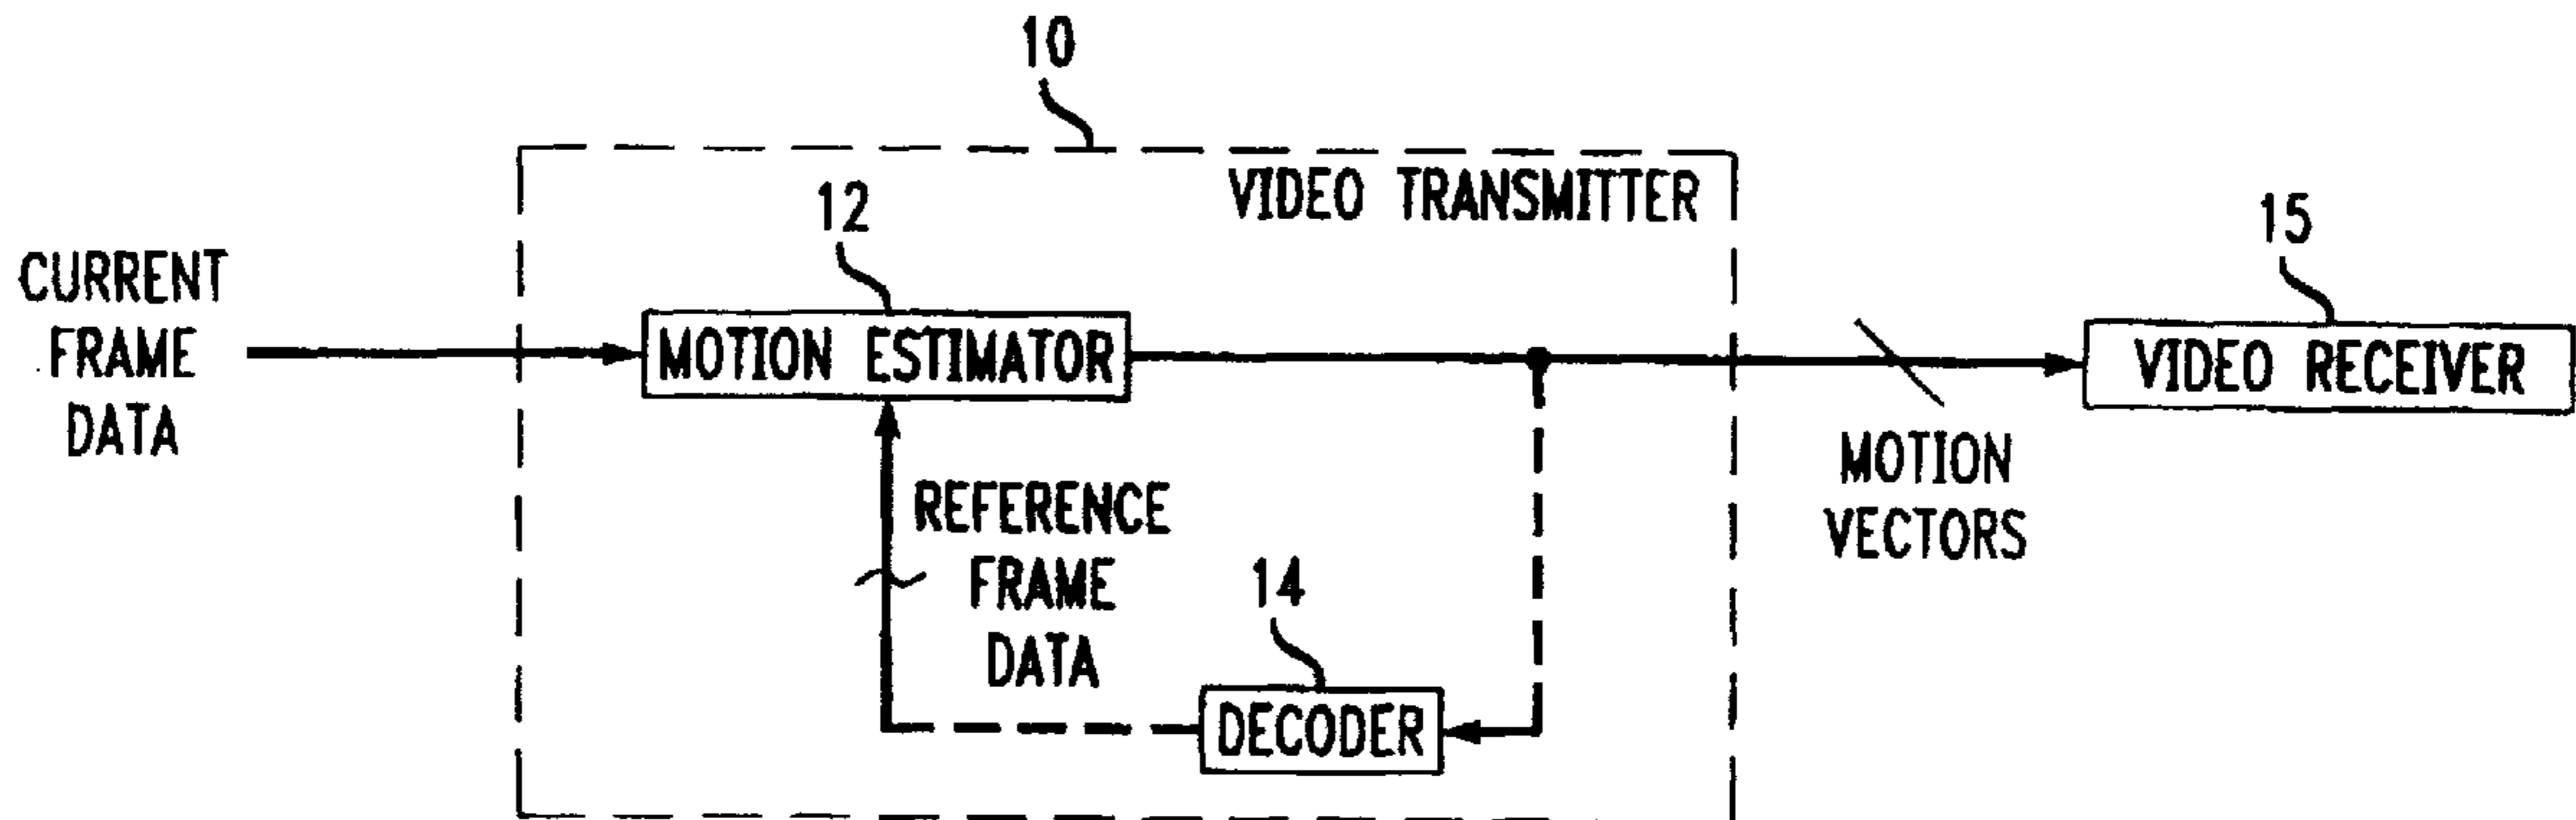 10
VIDEO TRANSMITTER
12
15
CURRENT
FRAME
DATA
MOTION ESTIMATOR
VIDEO RECEIVER
MOTION
VECTORS
REFERENCE
FRAME
DATA
14
DECODER